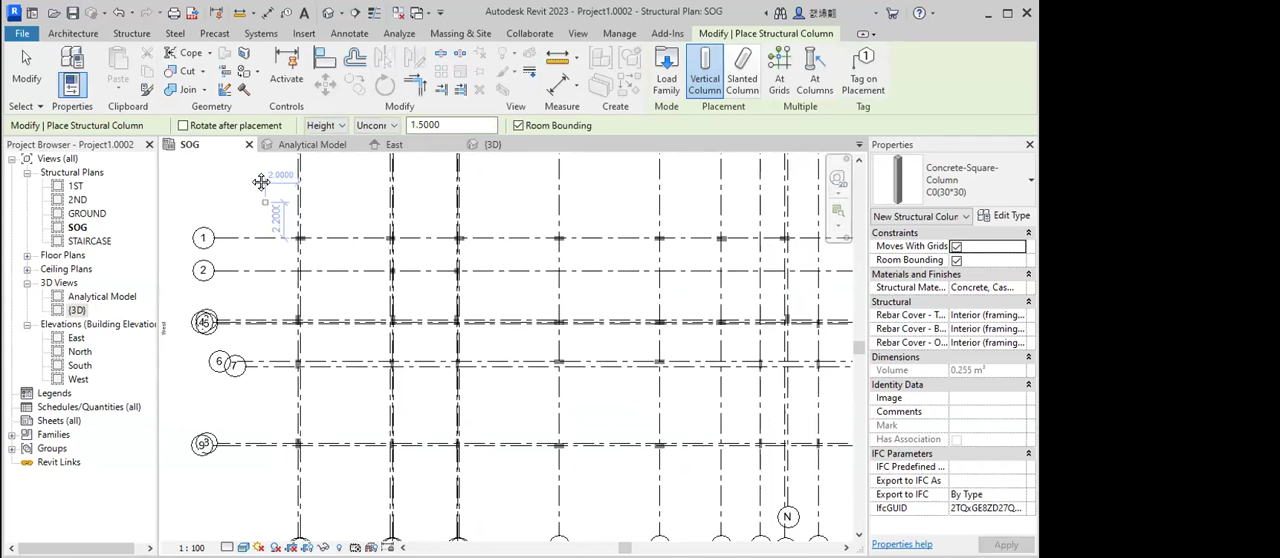 Autodesk Revit 2023 - Project1.0002 - Structural Plan: SOG
File Architecture Structure Steel Precast Systems Insert Annotate Analyze Massing & Site Collaborate View Manage Add-Ins Modify | Place Structural Column
Modify Paste Cope Cut Join Activate Load Family Vertical Column Slanted Column At Grids At Columns Tag on Placement
Select Properties Clipboard Geometry Controls Modify View Measure Create Mode Placement Multiple Tag
Modify | Place Structural Column Rotate after placement Height Unconr 1.5000 Room Bounding
Project Browser - Project1.0002
Views (all)
Structural Plans
1ST
2ND
GROUND
SOG
STAIRCASE
Floor Plans
Ceiling Plans
3D Views
Analytical Model
{3D}
Elevations (Building Elevation
East
North
South
West
Legends
Schedules/Quantities (all)
Sheets (all)
Families
Groups
Revit Links
SOG Analytical Model East {3D}
2.0000
2.200
1
2
6
7
N
West
1 : 100
Properties
Concrete-Square-
Column
C0(30*30)
New Structural Colur Edit Type
Constraints
Moves With Grids
Room Bounding
Materials and Finishes
Structural Mate... Concrete, Cas...
Structural
Rebar Cover - T... Interior (framing...
Rebar Cover - B... Interior (framing...
Rebar Cover - O... Interior (framing...
Dimensions
Volume 0.255 m³
Identity Data
Image
Comments
Mark
Has Association
IFC Parameters
IFC Predefined ...
Export to IFC As
Export to IFC By Type
IfcGUID 2TQxGE8ZD27Q...
Properties help Apply